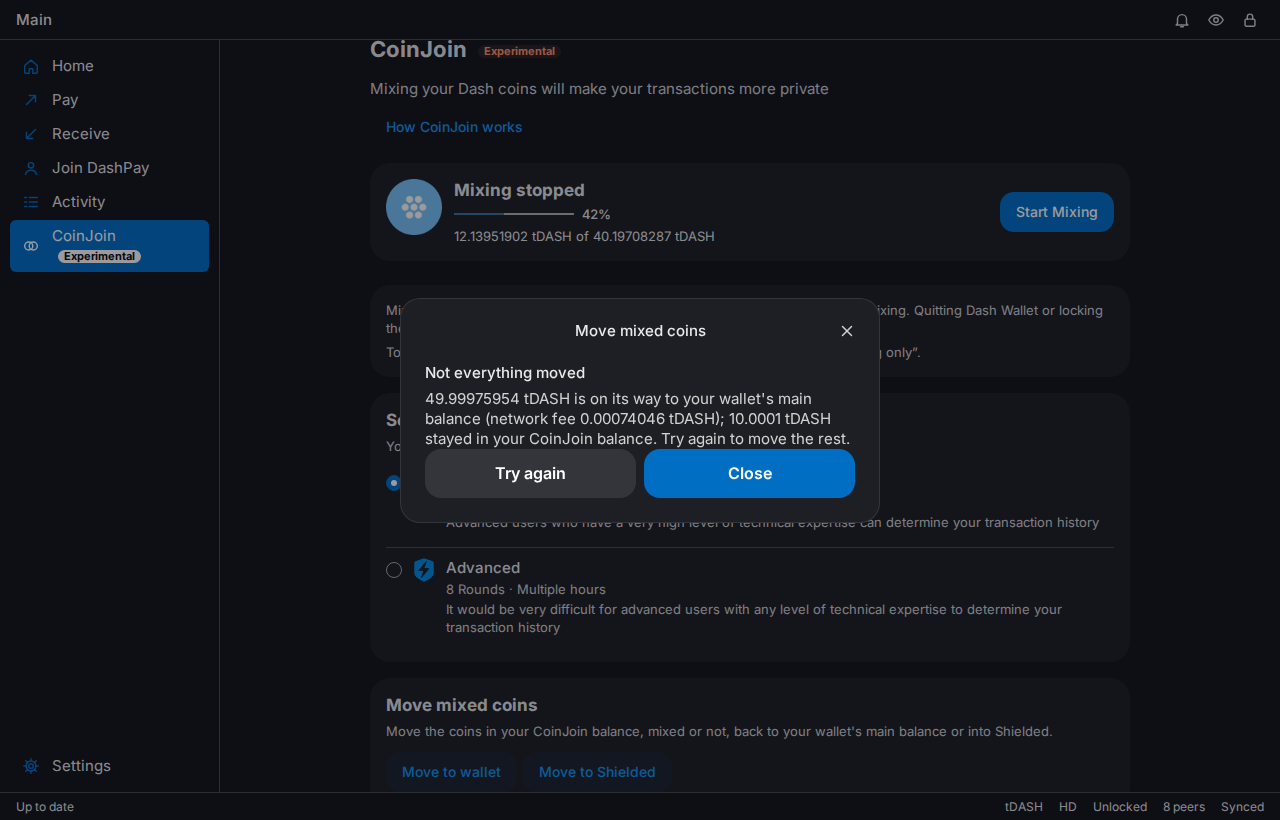 Main
Home
Pay
Receive
Join DashPay
Activity
CoinJoin
Experimental
Settings
CoinJoin Experimental
Mixing your Dash coins will make your transactions more private
How CoinJoin works
Mixing stopped
42%
12.13951902 tDASH of 40.19708287 tDASH
Start Mixing
ixing. Quitting Dash Wallet or locking
only”.
Move mixed coins
Not everything moved
49.99975954 tDASH is on its way to your wallet's main
balance (network fee 0.00074046 tDASH); 10.0001 tDASH
stayed in your CoinJoin balance. Try again to move the rest.
Try again
Close
Advanced users who have a very high level of technical expertise can determine your transaction history
Advanced
8 Rounds · Multiple hours
It would be very difficult for advanced users with any level of technical expertise to determine your
transaction history
Move mixed coins
Move the coins in your CoinJoin balance, mixed or not, back to your wallet's main balance or into Shielded.
Move to wallet
Move to Shielded
Up to date
tDASH HD Unlocked 8 peers Synced